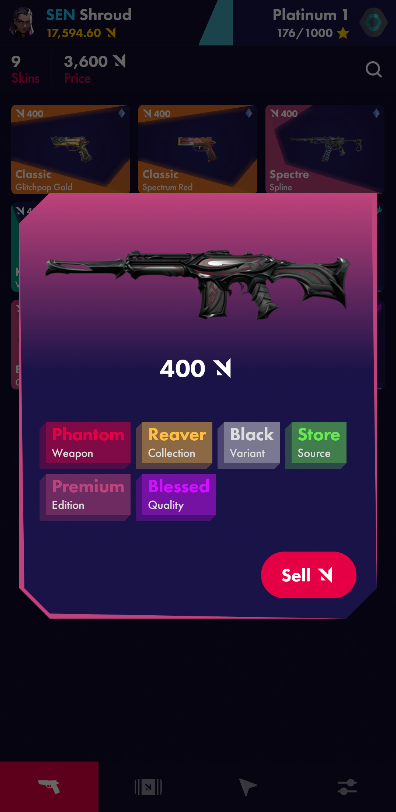 SEN Shroud
17,594.60
Platinum 1
176/1000
9
Skins
3,600
Price
400
Classic
Glitchpop Gold
400
Classic
Spectrum Red
400
Spectre
Spline
400
Phantom
Weapon
Reaver
Collection
Black
Variant
Store
Source
Premium
Edition
Blessed
Quality
Sell